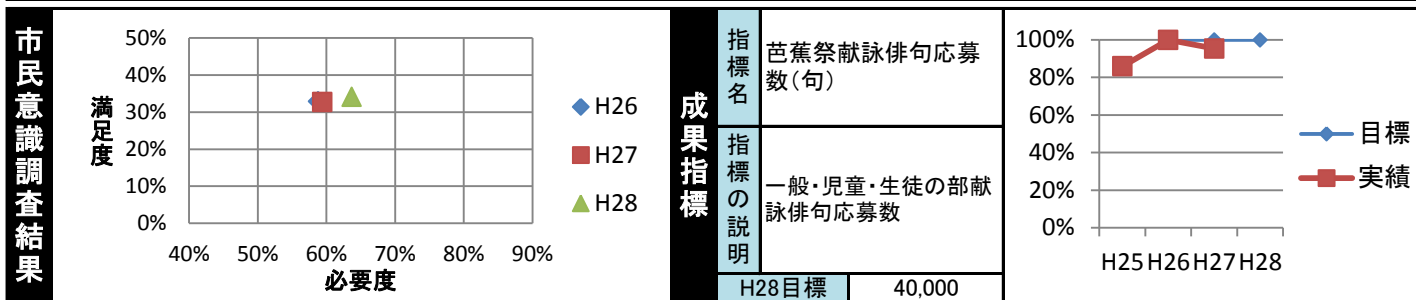 市民意識調査結果
50%
40%
30%
20%
10%
0%
満足度
40% 50% 60% 70% 80% 90%
必要度
H26
H27
H28
成果指標
指標名
芭蕉祭献詠俳句応募
数(句)
指標の説明
一般・児童・生徒の部献
詠俳句応募数
H28目標
40,000
100%
80%
60%
40%
20%
0%
H25 H26 H27 H28
目標
実績